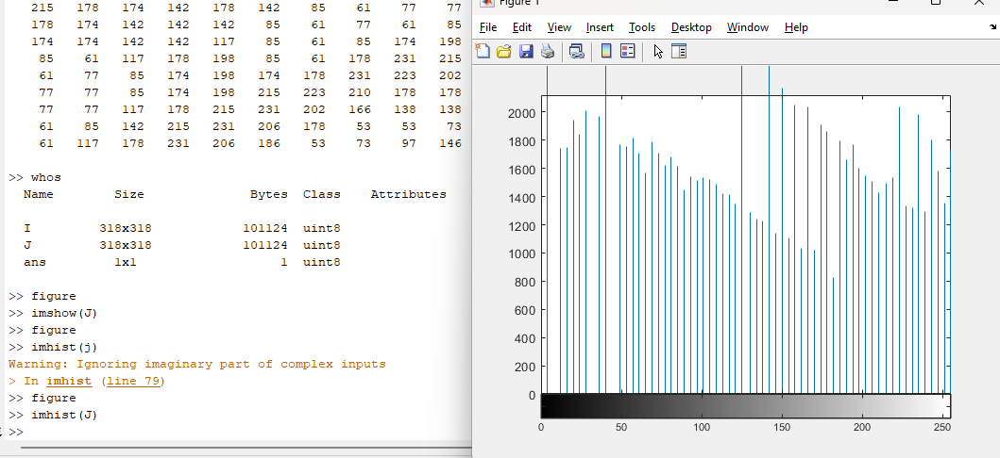 215 178 174 142 178 142 85 61 77 77
178 174 142 142 142 85 61 77 61 85
174 174 142 142 117 85 61 85 174 198
85 61 117 178 198 85 61 178 231 215
61 77 85 174 198 174 178 231 223 202
77 77 85 174 198 215 223 210 178 178
77 77 117 178 215 231 202 166 138 138
61 85 142 215 231 206 178 53 53 73
61 117 178 231 206 186 53 73 97 146
>> whos
Name Size Bytes Class Attributes
I 318x318 101124 uint8
J 318x318 101124 uint8
ans 1x1 1 uint8
>> figure
>> imshow(J)
>> figure
>> imhist(j)
Warning: Ignoring imaginary part of complex inputs
> In imhist (line 79)
>> figure
>> imhist(J)
>>
Figure 1
File Edit View Insert Tools Desktop Window Help
2000
1800
1600
1400
1200
1000
800
600
400
200
0
0 50 100 150 200 250